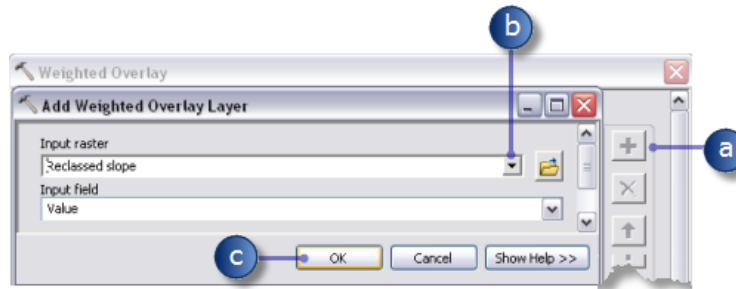 b
Weighted Overlay
Add Weighted Overlay Layer
Input raster
Reclassed slope
a
Input field
Value
c
OK
Cancel
Show Help >>